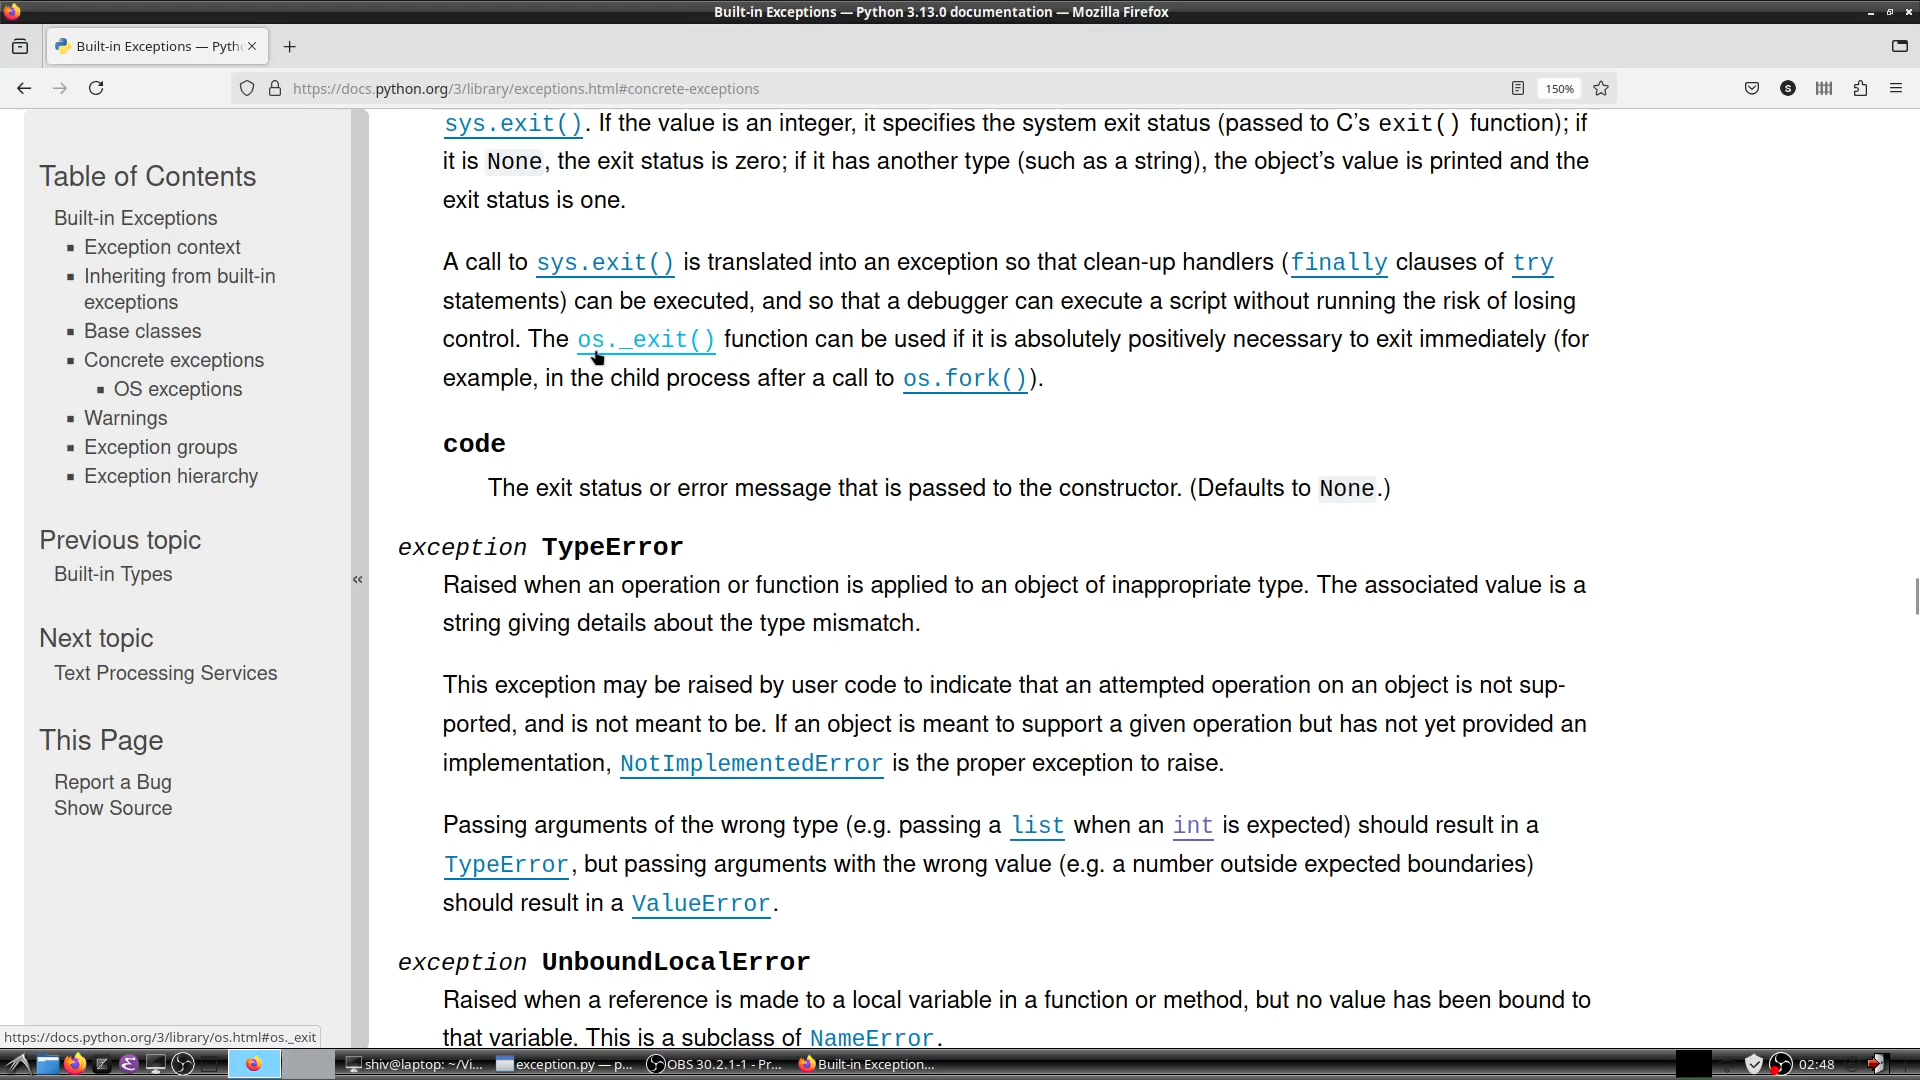 Built-in Exceptions — Python 3.13.0 documentation — Mozilla Firefox
Built-in Exceptions — Pyth
https://docs.python.org/3/library/exceptions.html#concrete-exceptions
150%
S
Table of Contents
Built-in Exceptions
Exception context
Inheriting from built-in
exceptions
Base classes
Concrete exceptions
OS exceptions
Warnings
Exception groups
Exception hierarchy
Previous topic
Built-in Types
Next topic
Text Processing Services
This Page
Report a Bug
Show Source
«
sys.exit(). If the value is an integer, it specifies the system exit status (passed to C’s exit() function); if
it is None, the exit status is zero; if it has another type (such as a string), the object’s value is printed and the
exit status is one.
A call to sys.exit() is translated into an exception so that clean-up handlers (finally clauses of try
statements) can be executed, and so that a debugger can execute a script without running the risk of losing
control. The os._exit() function can be used if it is absolutely positively necessary to exit immediately (for
example, in the child process after a call to os.fork()).
code
The exit status or error message that is passed to the constructor. (Defaults to None.)
exception TypeError
Raised when an operation or function is applied to an object of inappropriate type. The associated value is a
string giving details about the type mismatch.
This exception may be raised by user code to indicate that an attempted operation on an object is not sup-
ported, and is not meant to be. If an object is meant to support a given operation but has not yet provided an
implementation, NotImplementedError is the proper exception to raise.
Passing arguments of the wrong type (e.g. passing a list when an int is expected) should result in a
TypeError, but passing arguments with the wrong value (e.g. a number outside expected boundaries)
should result in a ValueError.
exception UnboundLocalError
Raised when a reference is made to a local variable in a function or method, but no value has been bound to
that variable. This is a subclass of NameError.
https://docs.python.org/3/library/os.html#os._exit
shiv@laptop: ~/Vi...
exception.py — p...
OBS 30.2.1-1 - Pr...
Built-in Exception...
02:48